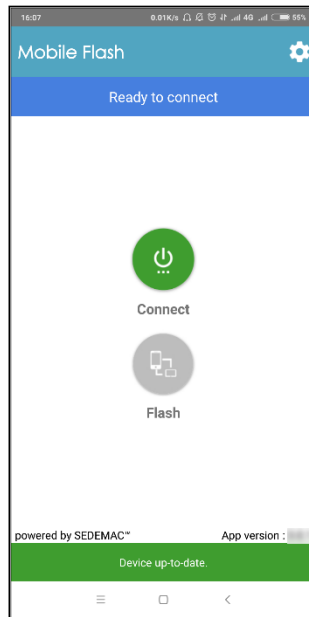 16:07 0.01K/s 4G 55%
Mobile Flash
Ready to connect
Connect
Flash
powered by SEDEMAC™ App version :
Device up-to-date.